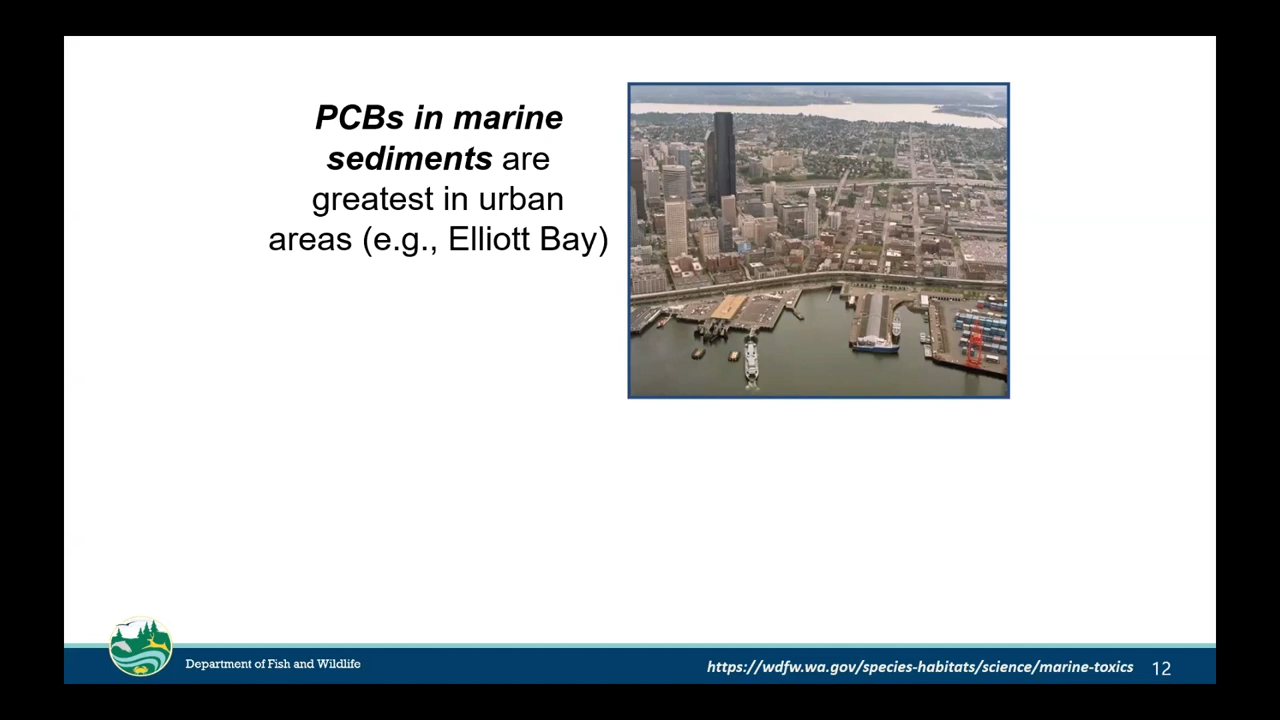 PCBs in marine
sediments are
greatest in urban
areas (e.g., Elliott Bay)
Department of Fish and Wildlife
https://wdfw.wa.gov/species-habitats/science/marine-toxics 12